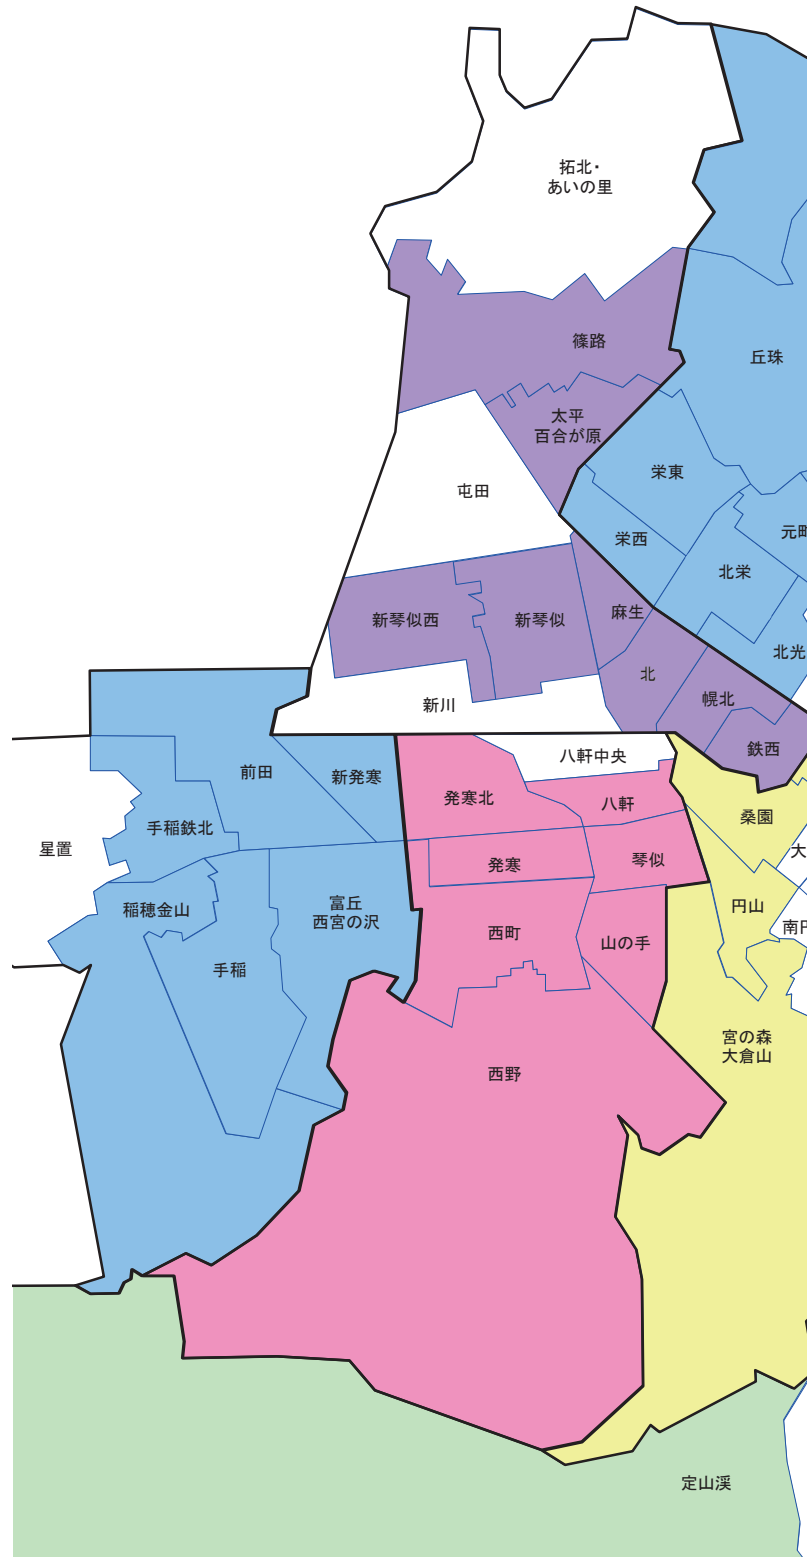 拓北・
あいの里
篠路
丘珠
太平
百合が原
栄東
屯田
元町
栄西
北栄
麻生
新琴似西
新琴似
北光
北
幌北
新川
鉄西
八軒中央
前田
新発寒
発寒北
八軒
桑園
手稲鉄北
星置
大
発寒
琴似
稲穂金山
富丘
西宮の沢
円山
南円
西町
山の手
手稲
宮の森
大倉山
西野
定山渓